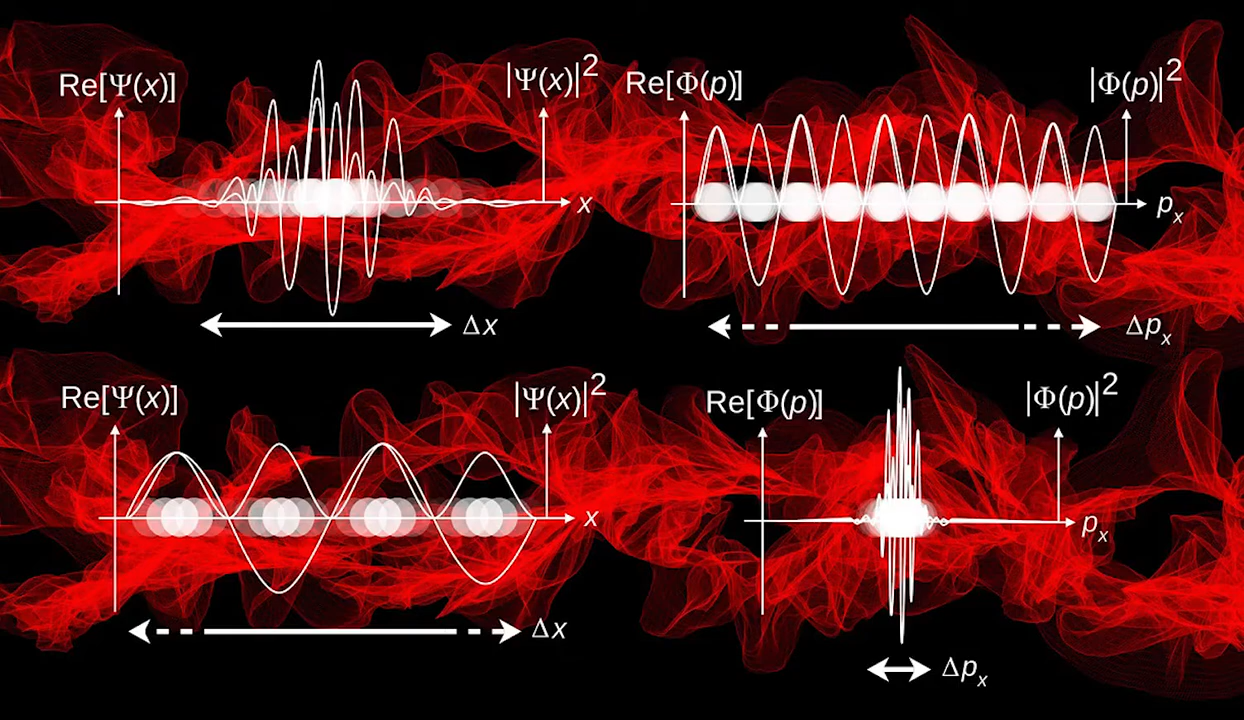 Re[Ψ(x)]
|Ψ(x)|²
Re[Φ(p)]
|Φ(p)|²
x
pₓ
Δx
Δpₓ
Re[Ψ(x)]
|Ψ(x)|²
Re[Φ(p)]
|Φ(p)|²
x
pₓ
Δx
Δpₓ